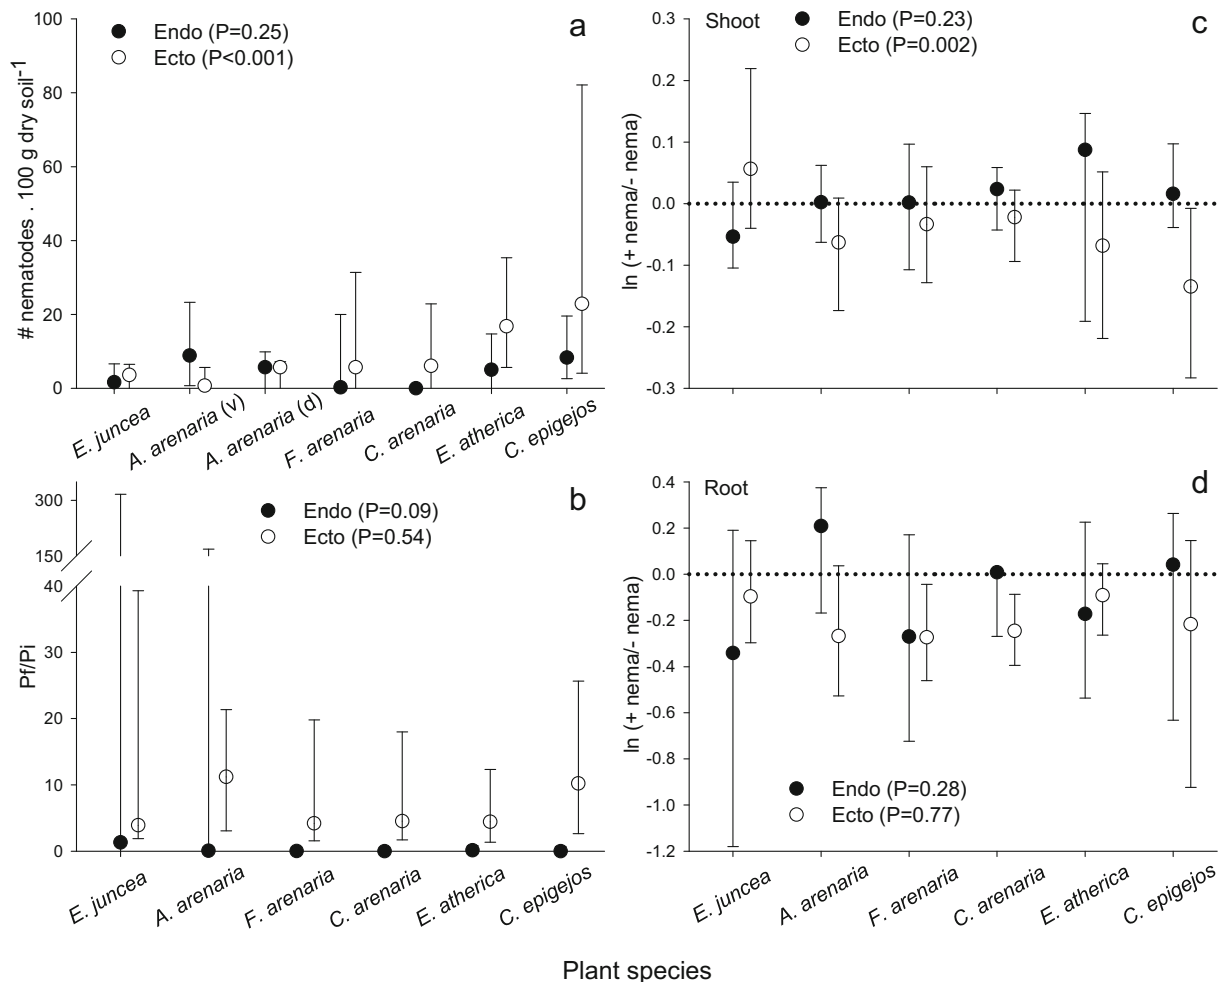 a
Endo (P=0.25)
Ecto (P<0.001)
# nematodes . 100 g dry soil-1
100
80
60
40
20
0
E. juncea
A. arenaria (v)
A. arenaria (d)
F. arenaria
C. arenaria
E. atherica
C. epigejos
b
Endo (P=0.09)
Ecto (P=0.54)
Pf/Pi
300
150
40
30
20
10
0
E. juncea
A. arenaria
F. arenaria
C. arenaria
E. atherica
C. epigejos
Shoot
c
Endo (P=0.23)
Ecto (P=0.002)
ln (+ nema/- nema)
0.3
0.2
0.1
0.0
-0.1
-0.2
-0.3
Root
d
ln (+ nema/- nema)
0.4
0.2
0.0
-0.2
-0.4
-0.6
-0.8
-1.0
-1.2
Endo (P=0.28)
Ecto (P=0.77)
E. juncea
A. arenaria
F. arenaria
C. arenaria
E. atherica
C. epigejos
Plant species